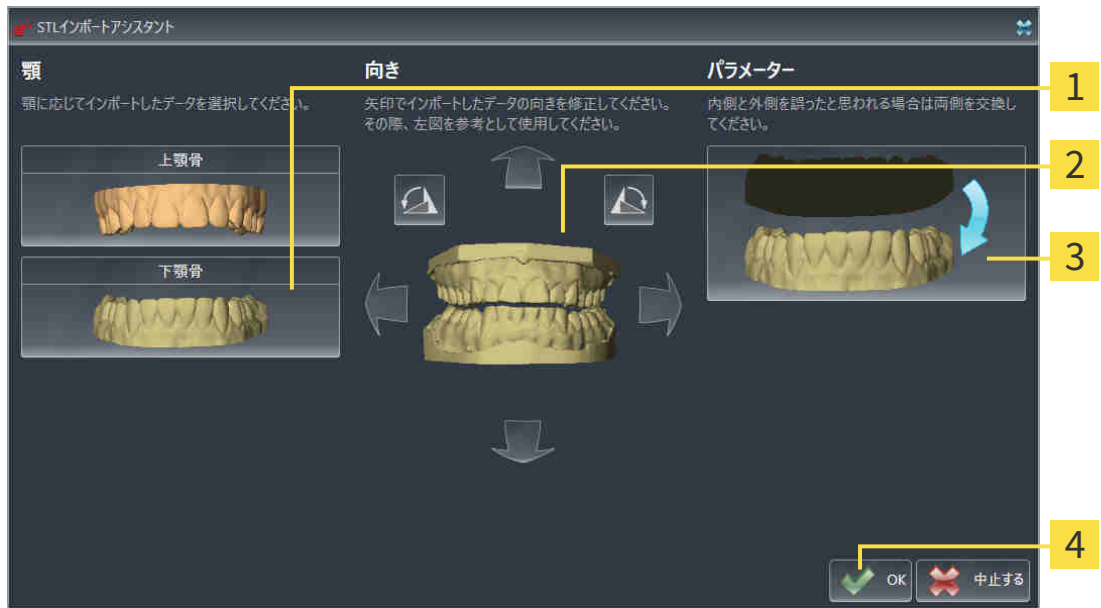 STLインポートアシスタント
顎
顎に応じてインポートしたデータを選択してください。
上顎骨
下顎骨
向き
矢印でインポートしたデータの向きを修正してください。
その際、左図を参考として使用してください。
パラメーター
内側と外側を誤ったと思われる場合は両側を交換し
てください。
1
2
3
4
OK
中止する